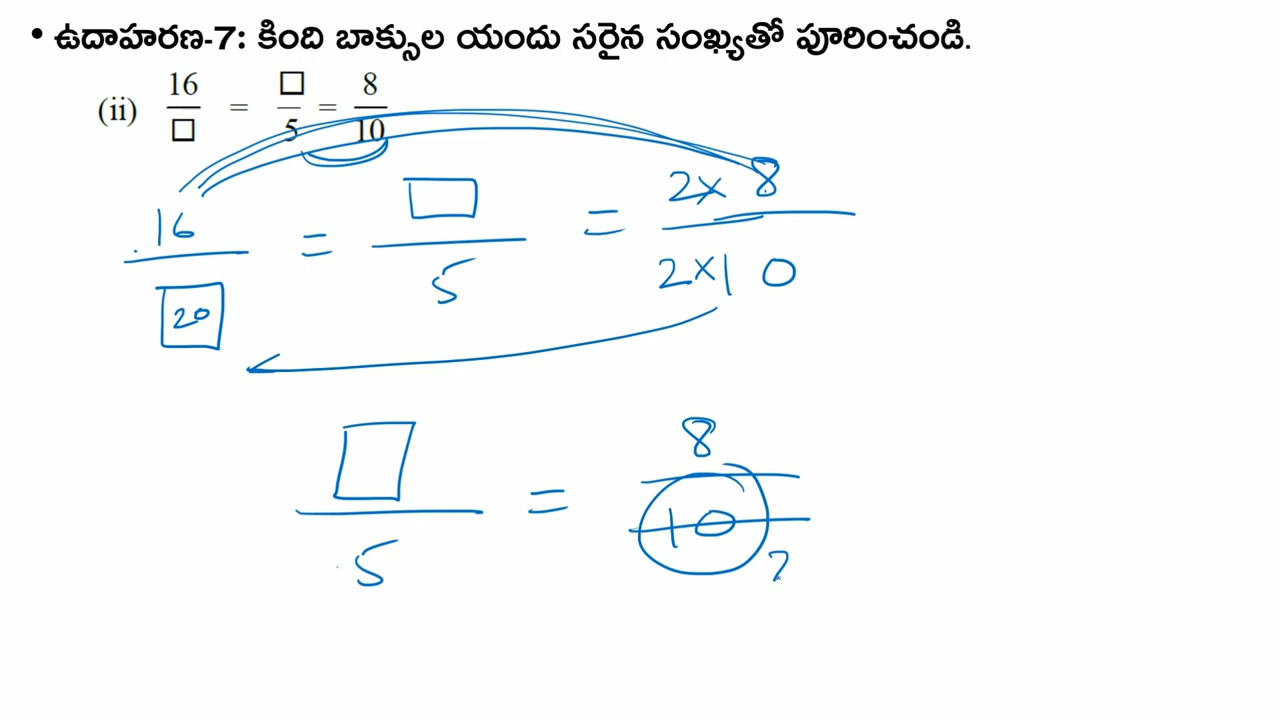 • ఉదాహరణ-7: కింది బాక్సుల యందు సరైన సంఖ్యతో పూరించండి.
(ii) 16/□ = □/5 = 8/10
16/20 = □/5 = 2×8/2×10
□/5 = 8/10 2